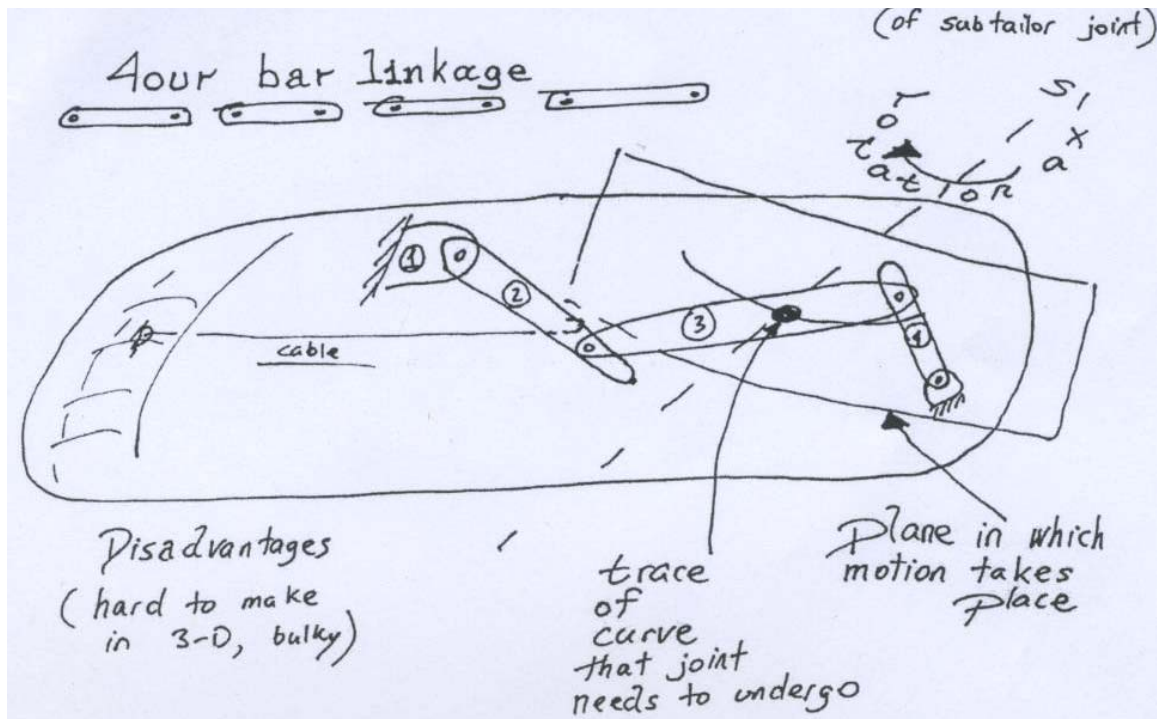 (of subtailor joint)
4our bar linkage
rotation axis
1
2
3
4
cable
Disadvantages
(hard to make
in 3-D, bulky)
trace
of
curve
that joint
needs to undergo
Plane in which
motion takes
place